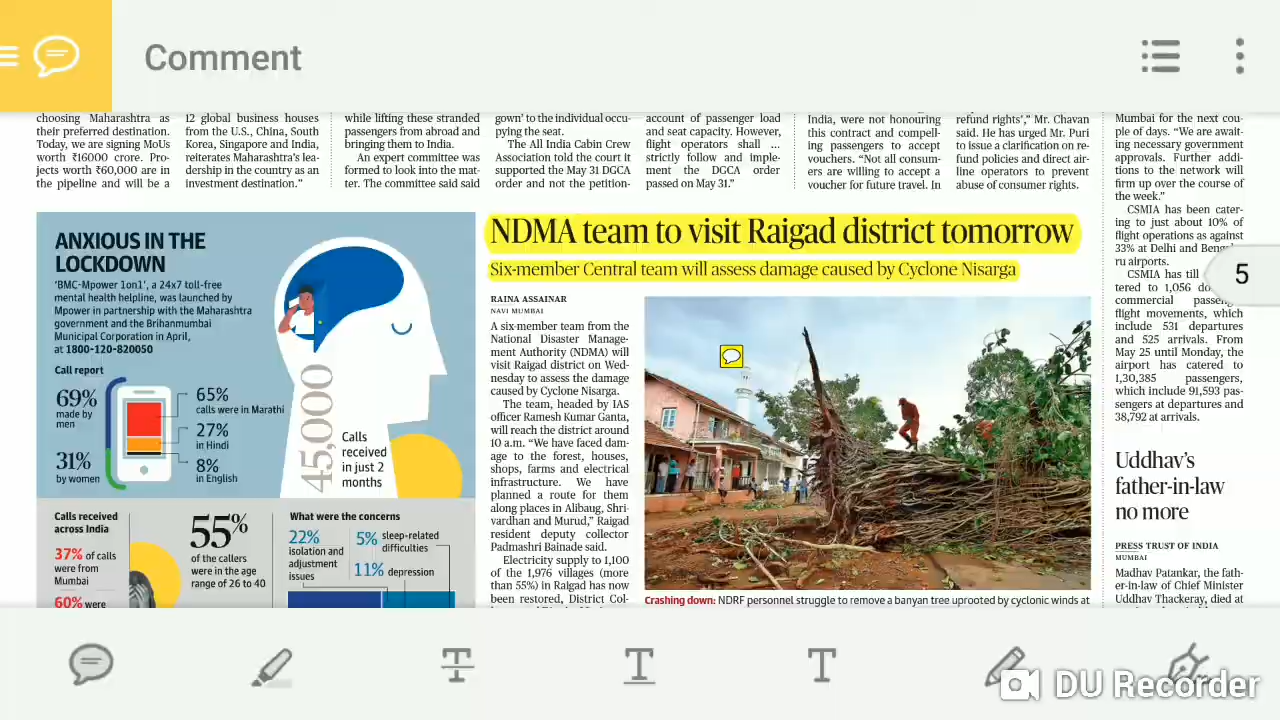 Comment
choosing Maharashtra as
their preferred destination.
Today, we are signing MoUs
worth ₹16000 crore. Pro-
jects worth ₹60,000 are in
the pipeline and will be a
12 global business houses
from the U.S., China, South
Korea, Singapore and India,
reiterates Maharashtra's lea-
dership in the country as an
investment destination."
while lifting these stranded
passengers from abroad and
bringing them to India.
An expert committee was
formed to look into the mat-
ter. The committee said said
gown' to the individual occu-
pying the seat.
The All India Cabin Crew
Association told the court it
supported the May 31 DGCA
order and not the petition-
account of passenger load
and seat capacity. However,
flight operators shall ...
strictly follow and imple-
ment the DGCA order
passed on May 31."
India, were not honouring
this contract and compell-
ing passengers to accept
vouchers. "Not all consum-
ers are willing to accept a
voucher for future travel. In
refund rights'," Mr. Chavan
said. He has urged Mr. Puri
to issue a clarification on re-
fund policies and direct air-
line operators to prevent
abuse of consumer rights.
Mumbai for the next cou-
ple of days. "We are await-
ing necessary government
approvals. Further addi-
tions to the network will
firm up over the course of
the week."
CSMIA has been cater-
ing to just about 10% of
flight operations as against
33% at Delhi and
ru airports.
CSMIA has till
tered to 1,056
commercial
flight movements, which
include 531 departures
and 525 arrivals. From
May 25 until Monday, the
airport has catered to
1,30,385 passengers,
which include 91,593 pas-
sengers at departures and
38,792 at arrivals.
5
ANXIOUS IN THE
LOCKDOWN
'BMC-Mpower 1on1', a 24x7 toll-free
mental health helpline, was launched by
Mpower in partnership with the Maharashtra
government and the Brihanmumbai
Municipal Corporation in April,
at 1800-120-820050
Call report
69%
made by
men
31%
by women
65%
calls were in Marathi
27%
in Hindi
8%
in English
45,000
Calls
received
in just 2
months
Calls received
across India
37% of calls
were from
Mumbai
60% were
55%
of the callers
were in the age
range of 26 to 40
What were the concerns
22%
isolation and
adjustment
issues
5% sleep-related
difficulties
11% depression
NDMA team to visit Raigad district tomorrow
Six-member Central team will assess damage caused by Cyclone Nisarga
RAINA ASSAINAR
NAVI MUMBAI
A six-member team from the
National Disaster Manage-
ment Authority (NDMA) will
visit Raigad district on Wed-
nesday to assess the damage
caused by Cyclone Nisarga.
The team, headed by IAS
officer Ramesh Kumar Ganta,
will reach the district around
10 a.m. "We have faced dam-
age to the forest, houses,
shops, farms and electrical
infrastructure. We have
planned a route for them
along places in Alibaug, Shri-
vardhan and Murud," Raigad
resident deputy collector
Padmashri Bainade said.
Electricity supply to 1,100
of the 1,976 villages (more
than 55%) in Raigad has now
been restored, District Col-
Crashing down: NDRF personnel struggle to remove a banyan tree uprooted by cyclonic winds at
Uddhav's
father-in-law
no more
PRESS TRUST OF INDIA
MUMBAI
Madhav Patankar, the fath-
er-in-law of Chief Minister
Uddhav Thackeray, died at
T
T
T
DU Recorder